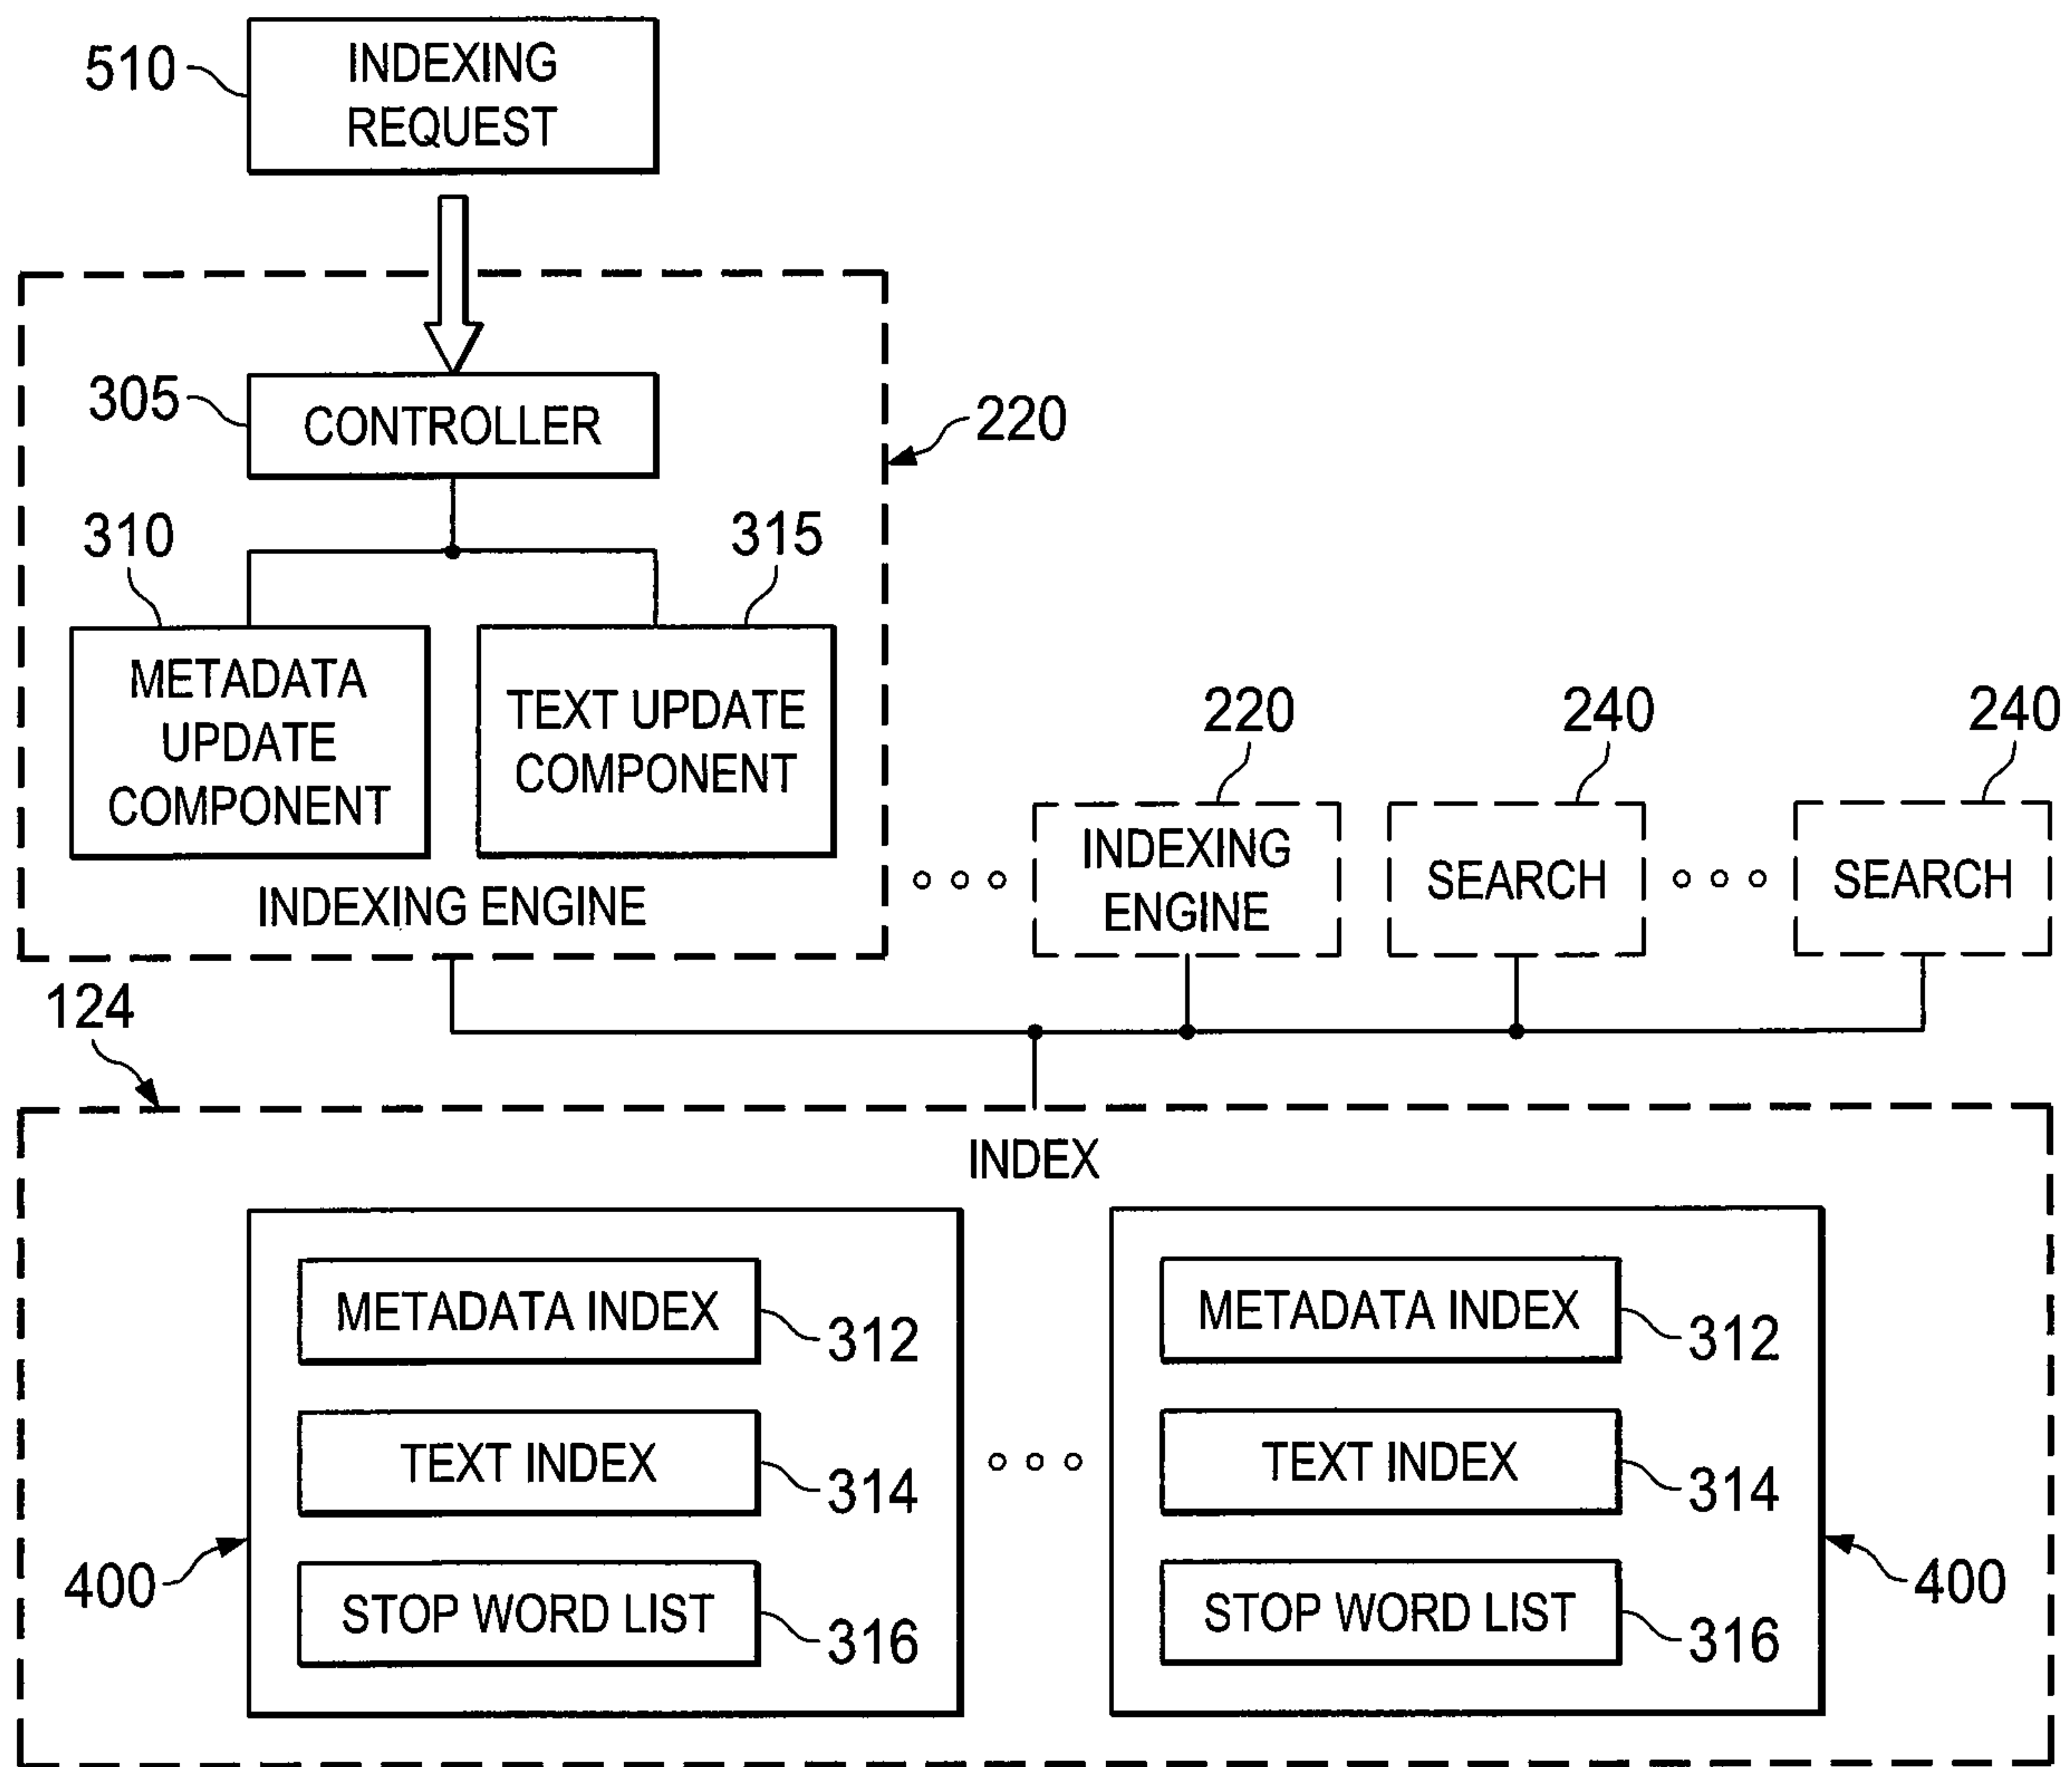 510
INDEXING
REQUEST
305
CONTROLLER
220
310
315
METADATA
UPDATE
COMPONENT
TEXT UPDATE
COMPONENT
INDEXING ENGINE
220
INDEXING
ENGINE
240
SEARCH
240
SEARCH
124
INDEX
METADATA INDEX
312
TEXT INDEX
314
STOP WORD LIST
316
400
METADATA INDEX
312
TEXT INDEX
314
STOP WORD LIST
316
400